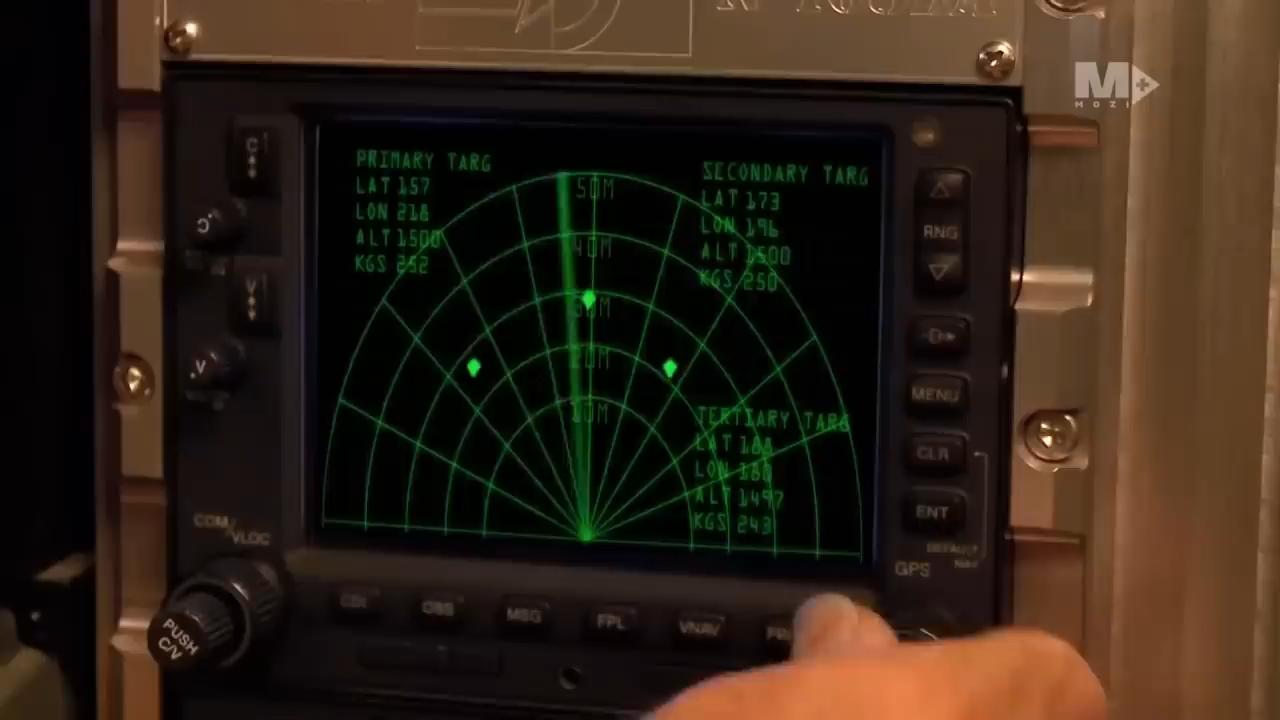 M+
MOZI
C
C
V
V
PRIMARY TARG
LAT 157
LON 218
ALT 1500
KGS 252
SECONDARY TARG
LAT 173
LON 196
ALT 1500
KGS 250
50M
40M
30M
20M
10M
TERTIARY TARG
LAT 188
LON 180
ALT 1497
KGS 243
RNG
D
MENU
CLR
ENT
DEFAULT
NAV
GPS
COM/
VLOC
PUSH
C/V
CDI
OBS
MSG
FPL
VNAV